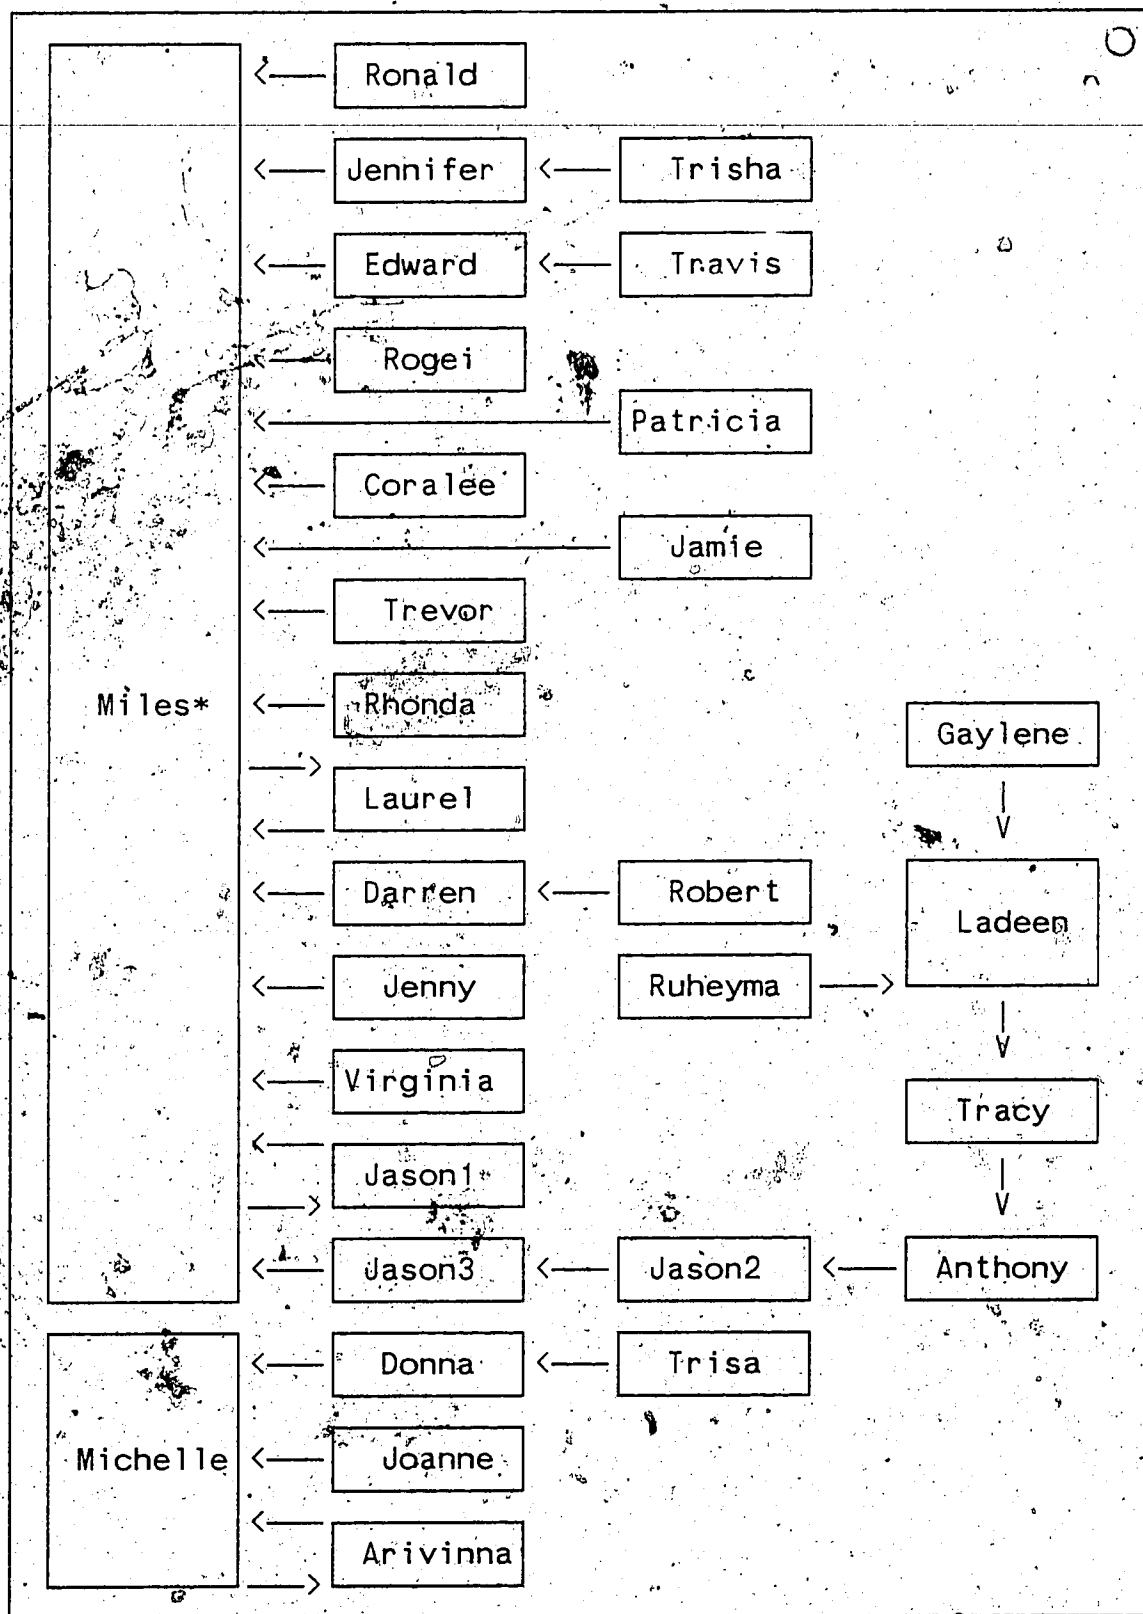 Ronald
Jennifer Trisha
Edward Travis
Rogei
Patricia
Coralee
Jamie
Trevor
Miles* Rhonda
Gaylene
Laurel
Darren Robert
Ladeen
Jenny Ruheyma
Virginia
Tracy
Jason1
Jason3 Jason2 Anthony
Donna Trisa
Michelle Joanne
Arivinna